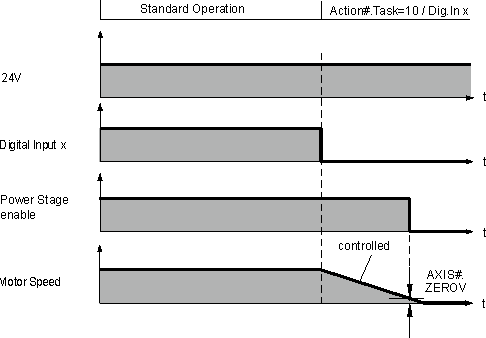 Standard Operation
Action#.Task=10 / Dig.In x
24V
t
Digital Input x
t
Power Stage
enable
t
controlled
AXIS#.
ZEROV
Motor Speed
t